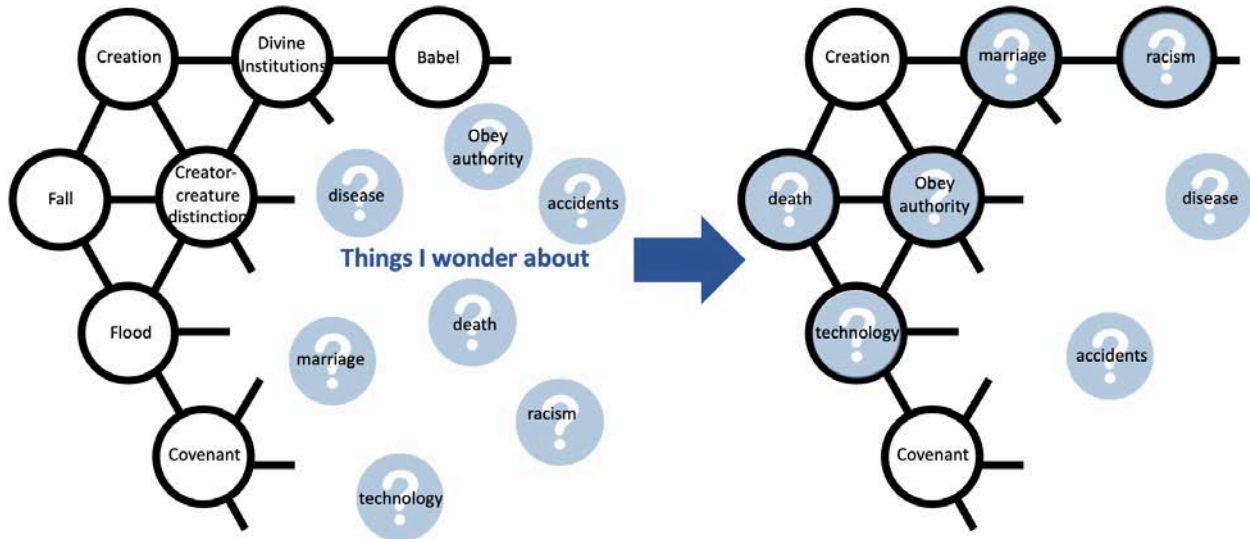 Creation
Divine
Institutions
Babel
Obey
authority
Fall
Creator-
creature
distinction
disease
accidents
Things I wonder about
Flood
death
marriage
racism
Covenant
technology
Creation
marriage
racism
death
Obey
authority
disease
technology
accidents
Covenant